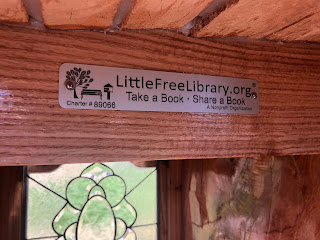 LittleFreeLibrary.org®
Take a Book • Share a Book
Charter # 89066
A Nonprofit Organization